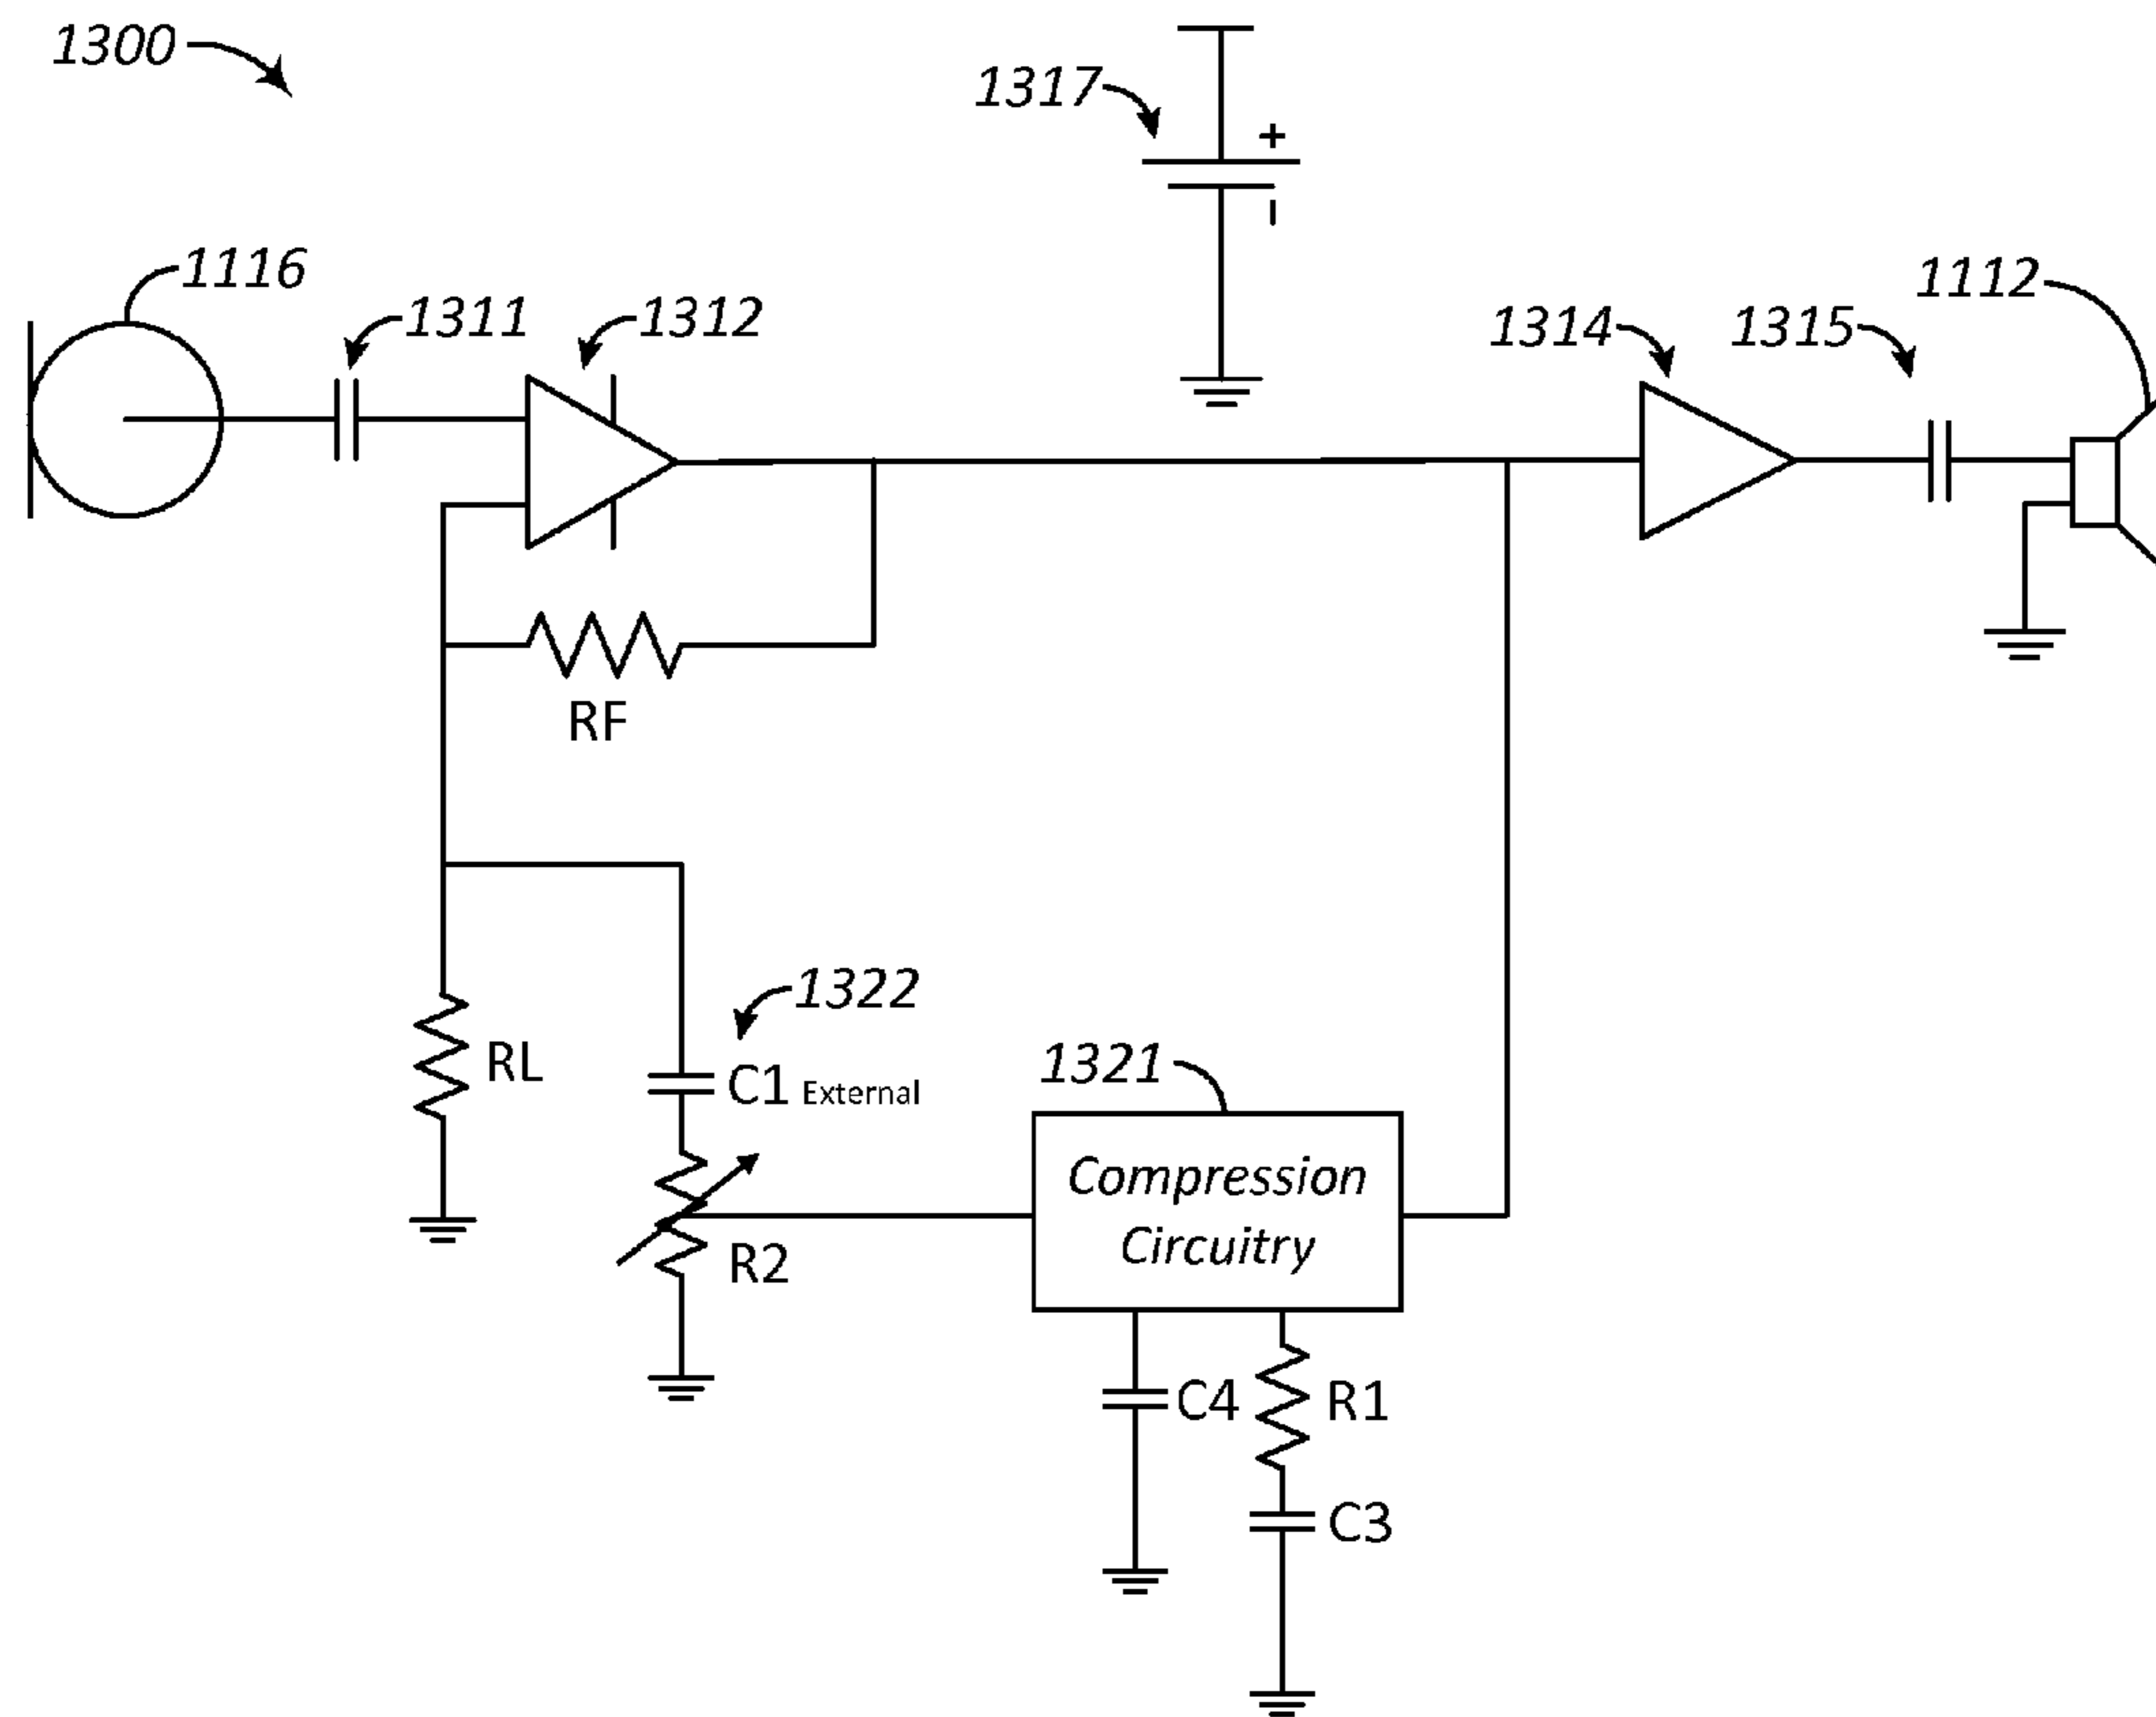 1300
1317
+
-
1116
1311
1312
1314
1315
1112
RF
1322
RL
C1 External
1321
Compression
Circuitry
R2
C4
R1
C3